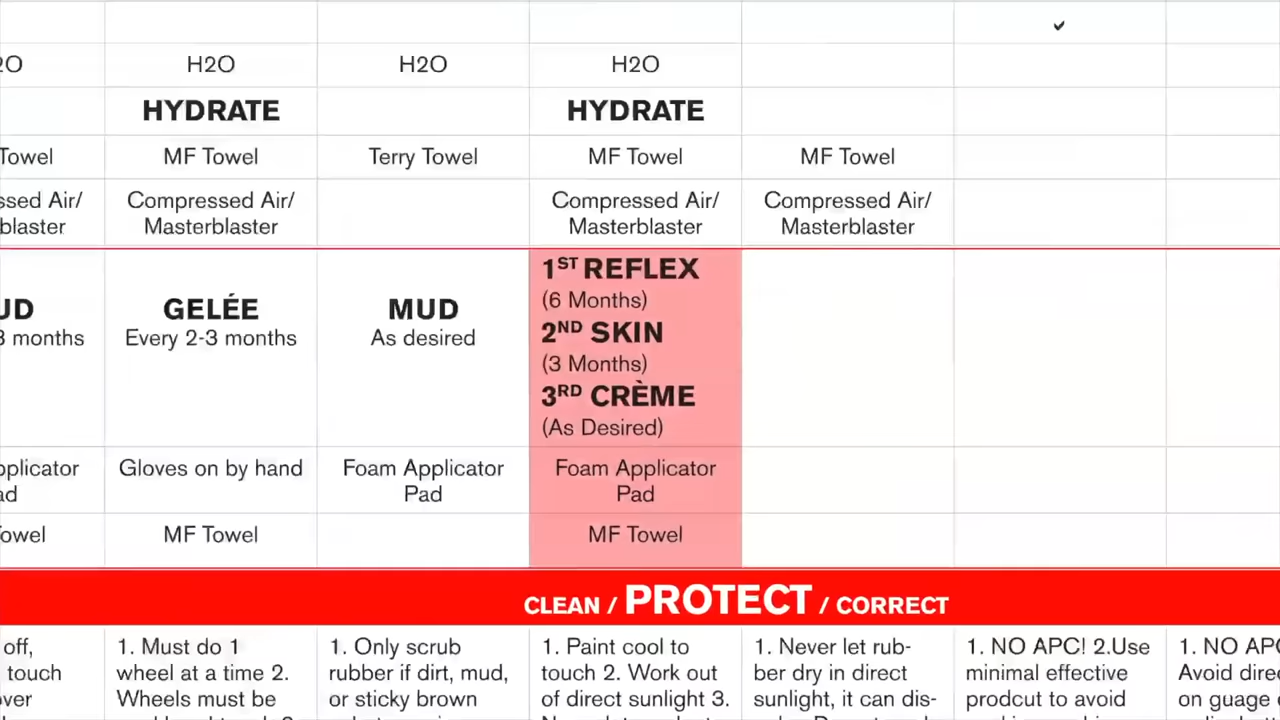 ✔
H2O H2O H2O
HYDRATE HYDRATE
Towel MF Towel Terry Towel MF Towel MF Towel
Air/ Compressed Air/ Compressed Air/ Compressed Air/
Masterblaster Masterblaster Masterblaster
GELÉE
Every 2-3 months
MUD
As desired
1ST REFLEX
(6 Months)
2ND SKIN
(3 Months)
3RD CRÈME
(As Desired)
months
Gloves on by hand Foam Applicator Foam Applicator
Pad Pad
MF Towel MF Towel
CLEAN / PROTECT / CORRECT
off,
touch
1. Must do 1
wheel at a time 2.
Wheels must be
1. Only scrub
rubber if dirt, mud,
or sticky brown
1. Paint cool to
touch 2. Work out
of direct sunlight 3.
1. Never let rub-
ber dry in direct
sunlight, it can dis-
1. NO APC! 2.Use
minimal effective
prodcut to avoid
1. NO
on guage